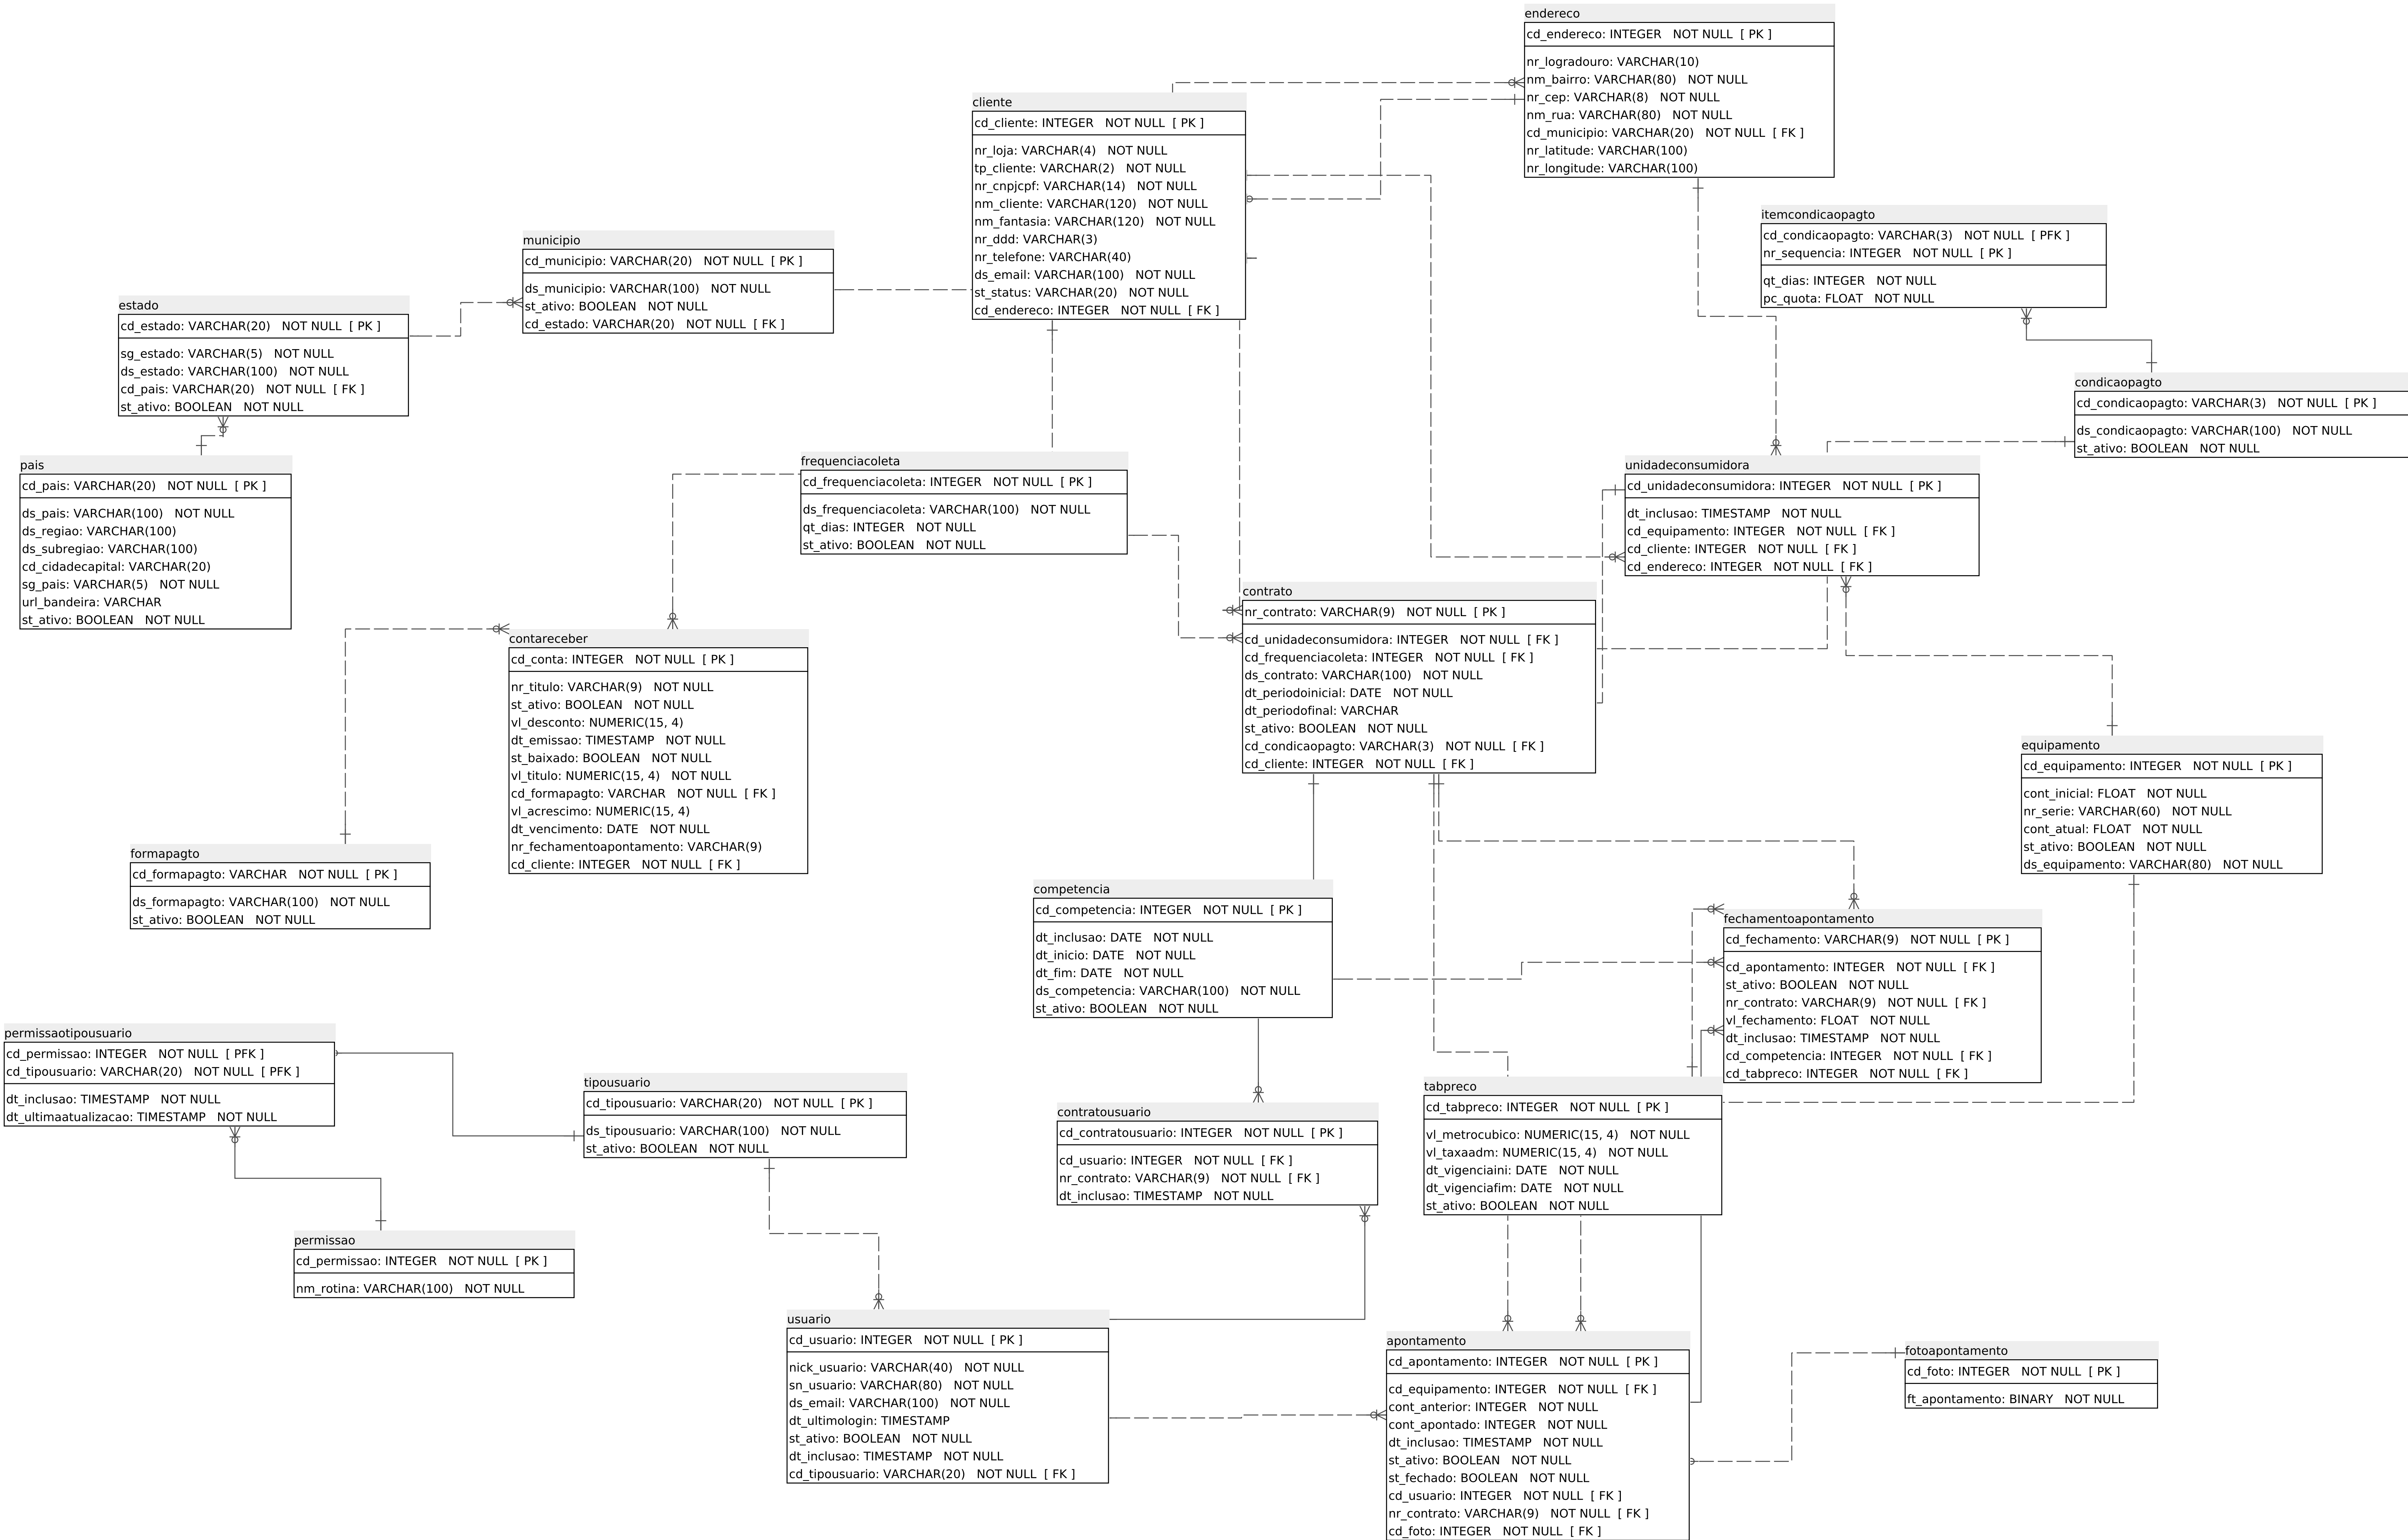 endereco
cd_endereco: INTEGER NOT NULL [ PK ]
nr_logradouro: VARCHAR(10)
nm_bairro: VARCHAR(80) NOT NULL
nr_cep: VARCHAR(8) NOT NULL
nm_rua: VARCHAR(80) NOT NULL
cd_municipio: VARCHAR(20) NOT NULL [ FK ]
nr_latitude: VARCHAR(100)
nr_longitude: VARCHAR(100)
cliente
cd_cliente: INTEGER NOT NULL [ PK ]
nr_loja: VARCHAR(4) NOT NULL
tp_cliente: VARCHAR(2) NOT NULL
nr_cnpjcpf: VARCHAR(14) NOT NULL
nm_cliente: VARCHAR(120) NOT NULL
nm_fantasia: VARCHAR(120) NOT NULL
nr_ddd: VARCHAR(3)
nr_telefone: VARCHAR(40)
ds_email: VARCHAR(100) NOT NULL
st_status: VARCHAR(20) NOT NULL
cd_endereco: INTEGER NOT NULL [ FK ]
itemcondicaopagto
cd_condicaopagto: VARCHAR(3) NOT NULL [ PFK ]
nr_sequencia: INTEGER NOT NULL [ PK ]
qt_dias: INTEGER NOT NULL
pc_quota: FLOAT NOT NULL
municipio
cd_municipio: VARCHAR(20) NOT NULL [ PK ]
ds_municipio: VARCHAR(100) NOT NULL
st_ativo: BOOLEAN NOT NULL
cd_estado: VARCHAR(20) NOT NULL [ FK ]
estado
cd_estado: VARCHAR(20) NOT NULL [ PK ]
sg_estado: VARCHAR(5) NOT NULL
ds_estado: VARCHAR(100) NOT NULL
cd_pais: VARCHAR(20) NOT NULL [ FK ]
st_ativo: BOOLEAN NOT NULL
condicaopagto
cd_condicaopagto: VARCHAR(3) NOT NULL [ PK ]
ds_condicaopagto: VARCHAR(100) NOT NULL
st_ativo: BOOLEAN NOT NULL
pais
cd_pais: VARCHAR(20) NOT NULL [ PK ]
ds_pais: VARCHAR(100) NOT NULL
ds_regiao: VARCHAR(100)
ds_subregiao: VARCHAR(100)
cd_cidadecapital: VARCHAR(20)
sg_pais: VARCHAR(5) NOT NULL
url_bandeira: VARCHAR
st_ativo: BOOLEAN NOT NULL
frequenciacoleta
cd_frequenciacoleta: INTEGER NOT NULL [ PK ]
ds_frequenciacoleta: VARCHAR(100) NOT NULL
qt_dias: INTEGER NOT NULL
st_ativo: BOOLEAN NOT NULL
unidadeconsumidora
cd_unidadeconsumidora: INTEGER NOT NULL [ PK ]
dt_inclusao: TIMESTAMP NOT NULL
cd_equipamento: INTEGER NOT NULL [ FK ]
cd_cliente: INTEGER NOT NULL [ FK ]
cd_endereco: INTEGER NOT NULL [ FK ]
contrato
nr_contrato: VARCHAR(9) NOT NULL [ PK ]
cd_unidadeconsumidora: INTEGER NOT NULL [ FK ]
cd_frequenciacoleta: INTEGER NOT NULL [ FK ]
ds_contrato: VARCHAR(100) NOT NULL
dt_periodoinicial: DATE NOT NULL
dt_periodofinal: VARCHAR
st_ativo: BOOLEAN NOT NULL
cd_condicaopagto: VARCHAR(3) NOT NULL [ FK ]
cd_cliente: INTEGER NOT NULL [ FK ]
contareceber
cd_conta: INTEGER NOT NULL [ PK ]
nr_titulo: VARCHAR(9) NOT NULL
st_ativo: BOOLEAN NOT NULL
vl_desconto: NUMERIC(15, 4)
dt_emissao: TIMESTAMP NOT NULL
st_baixado: BOOLEAN NOT NULL
vl_titulo: NUMERIC(15, 4) NOT NULL
cd_formapagto: VARCHAR NOT NULL [ FK ]
vl_acrescimo: NUMERIC(15, 4)
dt_vencimento: DATE NOT NULL
nr_fechamentoapontamento: VARCHAR(9)
cd_cliente: INTEGER NOT NULL [ FK ]
equipamento
cd_equipamento: INTEGER NOT NULL [ PK ]
cont_inicial: FLOAT NOT NULL
nr_serie: VARCHAR(60) NOT NULL
cont_atual: FLOAT NOT NULL
st_ativo: BOOLEAN NOT NULL
ds_equipamento: VARCHAR(80) NOT NULL
formapagto
cd_formapagto: VARCHAR NOT NULL [ PK ]
ds_formapagto: VARCHAR(100) NOT NULL
st_ativo: BOOLEAN NOT NULL
competencia
cd_competencia: INTEGER NOT NULL [ PK ]
dt_inclusao: DATE NOT NULL
dt_inicio: DATE NOT NULL
dt_fim: DATE NOT NULL
ds_competencia: VARCHAR(100) NOT NULL
st_ativo: BOOLEAN NOT NULL
fechamentoapontamento
cd_fechamento: VARCHAR(9) NOT NULL [ PK ]
cd_apontamento: INTEGER NOT NULL [ FK ]
st_ativo: BOOLEAN NOT NULL
nr_contrato: VARCHAR(9) NOT NULL [ FK ]
vl_fechamento: FLOAT NOT NULL
dt_inclusao: TIMESTAMP NOT NULL
cd_competencia: INTEGER NOT NULL [ FK ]
cd_tabpreco: INTEGER NOT NULL [ FK ]
permissaotipousuario
cd_permissao: INTEGER NOT NULL [ PFK ]
cd_tipousuario: VARCHAR(20) NOT NULL [ PFK ]
dt_inclusao: TIMESTAMP NOT NULL
dt_ultimaatualizacao: TIMESTAMP NOT NULL
tipousuario
cd_tipousuario: VARCHAR(20) NOT NULL [ PK ]
ds_tipousuario: VARCHAR(100) NOT NULL
st_ativo: BOOLEAN NOT NULL
contratousuario
cd_contratousuario: INTEGER NOT NULL [ PK ]
cd_usuario: INTEGER NOT NULL [ FK ]
nr_contrato: VARCHAR(9) NOT NULL [ FK ]
dt_inclusao: TIMESTAMP NOT NULL
tabpreco
cd_tabpreco: INTEGER NOT NULL [ PK ]
vl_metrocubico: NUMERIC(15, 4) NOT NULL
vl_taxaadm: NUMERIC(15, 4) NOT NULL
dt_vigenciaini: DATE NOT NULL
dt_vigenciafim: DATE NOT NULL
st_ativo: BOOLEAN NOT NULL
permissao
cd_permissao: INTEGER NOT NULL [ PK ]
nm_rotina: VARCHAR(100) NOT NULL
usuario
cd_usuario: INTEGER NOT NULL [ PK ]
nick_usuario: VARCHAR(40) NOT NULL
sn_usuario: VARCHAR(80) NOT NULL
ds_email: VARCHAR(100) NOT NULL
dt_ultimologin: TIMESTAMP
st_ativo: BOOLEAN NOT NULL
dt_inclusao: TIMESTAMP NOT NULL
cd_tipousuario: VARCHAR(20) NOT NULL [ FK ]
apontamento
cd_apontamento: INTEGER NOT NULL [ PK ]
cd_equipamento: INTEGER NOT NULL [ FK ]
cont_anterior: INTEGER NOT NULL
cont_apontado: INTEGER NOT NULL
dt_inclusao: TIMESTAMP NOT NULL
st_ativo: BOOLEAN NOT NULL
st_fechado: BOOLEAN NOT NULL
cd_usuario: INTEGER NOT NULL [ FK ]
nr_contrato: VARCHAR(9) NOT NULL [ FK ]
cd_foto: INTEGER NOT NULL [ FK ]
fotoapontamento
cd_foto: INTEGER NOT NULL [ PK ]
ft_apontamento: BINARY NOT NULL